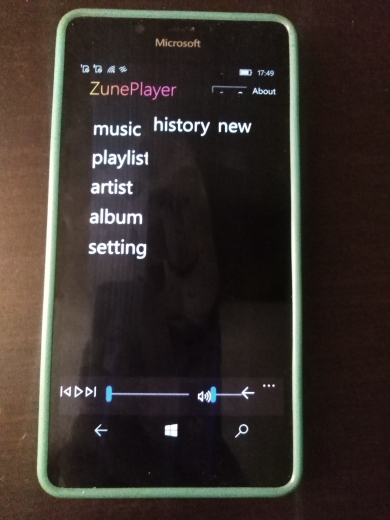 Microsoft
17:49
ZunePlayer
About
music
history new
playlist
artist
album
setting